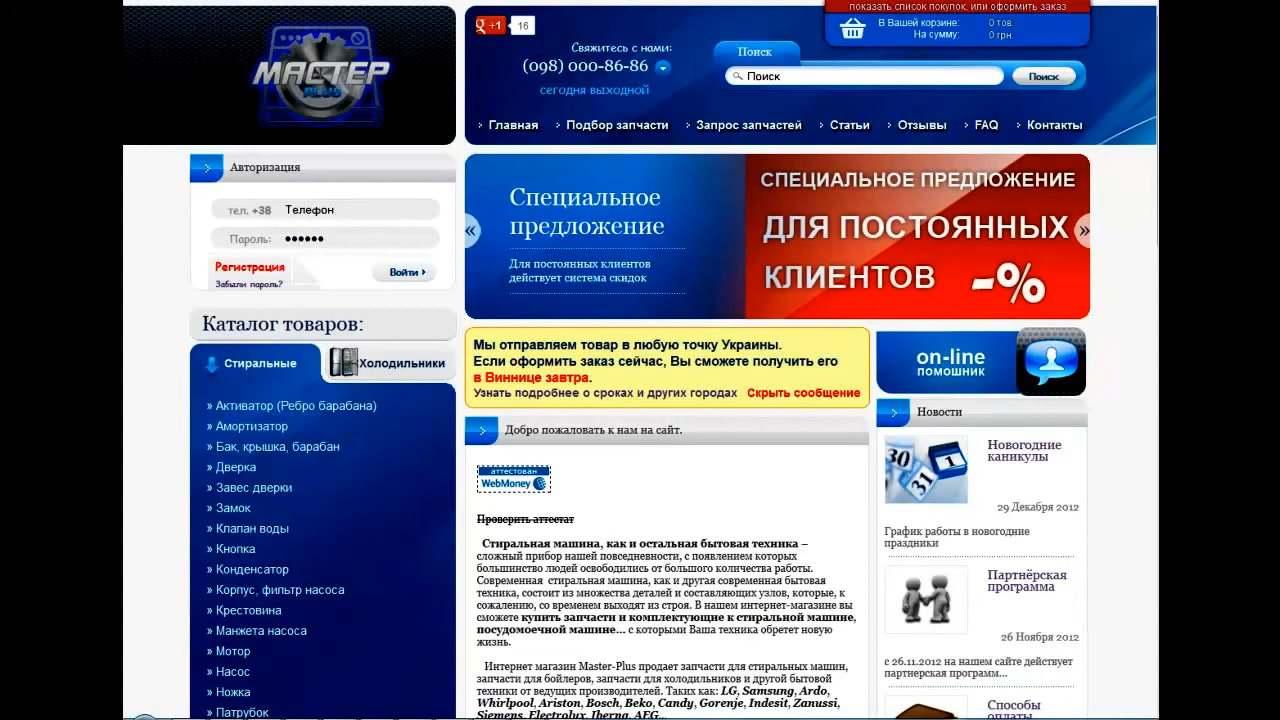 МАСТЕР
PLUS
+1
16
показать список покупок, или оформить заказ
В Вашей корзине: 0 тов.
На сумму: 0 грн
Свяжитесь с нами:
(098) 000-86-86
сегодня выходной
Поиск
Поиск
Поиск
Главная
Подбор запчасти
Запрос запчастей
Статьи
Отзывы
FAQ
Контакты
Авторизация
тел. +38 Телефон
Пароль: ••••••
Регистрация
Забыли пароль?
Войти
Специальное
предложение
Для постоянных клиентов
действует система скидок
СПЕЦИАЛЬНОЕ ПРЕДЛОЖЕНИЕ
ДЛЯ ПОСТОЯННЫХ
КЛИЕНТОВ -%
Каталог товаров:
Стиральные
Холодильники
» Активатор (Ребро барабана)
» Амортизатор
» Бак, крышка, барабан
» Дверка
» Завес дверки
» Замок
» Клапан воды
» Кнопка
» Конденсатор
» Корпус, фильтр насоса
» Крестовина
» Манжета насоса
» Мотор
» Насос
» Ножка
» Патрубок
Мы отправляем товар в любую точку Украины.
Если оформить заказ сейчас, Вы сможете получить его
в Виннице завтра.
Узнать подробнее о сроках и других городах Скрыть сообщение
Добро пожаловать к нам на сайт.
аттестован
WebMoney
Проверить аттестат
Стиральная машина, как и остальная бытовая техника –
сложный прибор нашей повседневности, с появлением которых
большинство людей освободились от большого количества работы.
Современная стиральная машина, как и другая современная бытовая
техника, состоит из множества деталей и составляющих узлов, которые, к
сожалению, со временем выходят из строя. В нашем интернет-магазине вы
сможете купить запчасти и комплектующие к стиральной машине,
посудомоечной машине... с которыми Ваша техника обретет новую
жизнь.
Интернет магазин Master-Plus продает запчасти для стиральных машин,
запчасти для бойлеров, запчасти для холодильников и другой бытовой
техники от ведущих производителей. Таких как: LG, Samsung, Ardo,
Whirlpool, Ariston, Bosch, Beko, Candy, Gorenje, Indesit, Zanussi,
Siemens, Electrolux, Iberna, AEG...
on-line
помошник
Новости
30
31
1
Новогодние
каникулы
29 Декабря 2012
График работы в новогодние
праздники
Партнёрская
программа
26 Ноября 2012
с 26.11.2012 на нашем сайте действует
партнерская программ...
Способы
оплаты